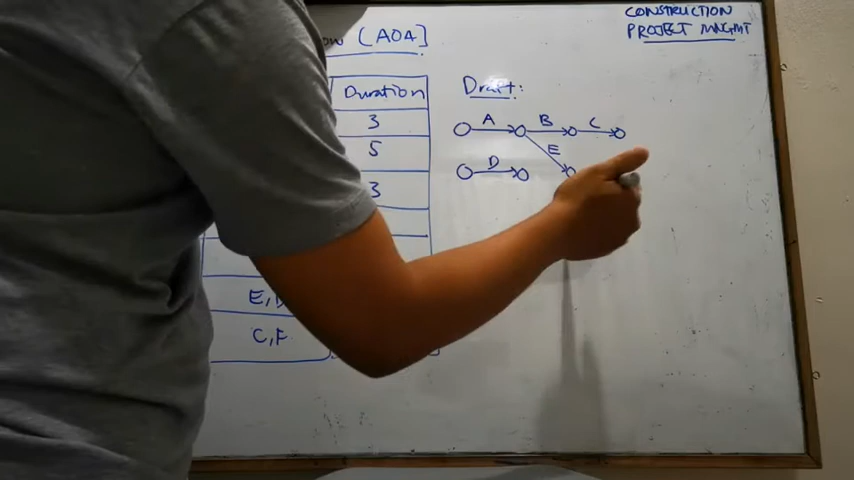 CONSTRUCTION
PROJECT MAGMT
(AOA]
Duration
3
5
3
E,
C,F
Draft:
A B C
E
D